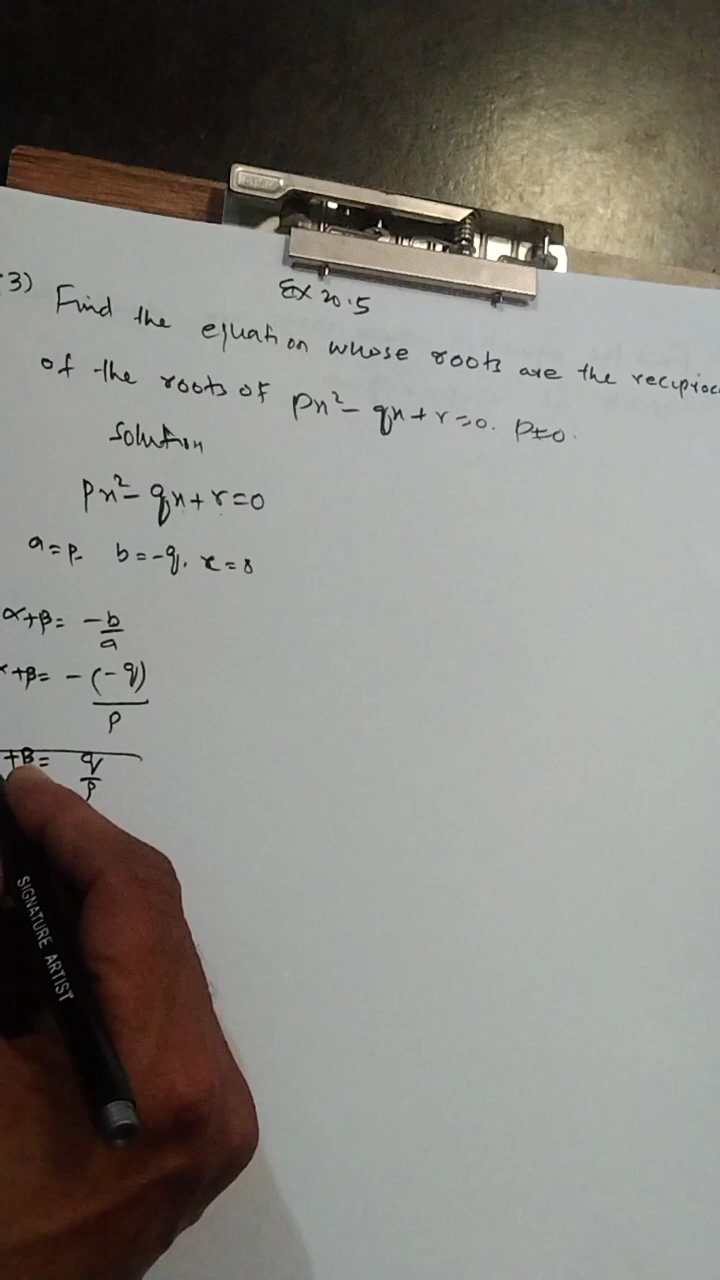 Ex 20.5
3) Find the equation whose roots are the reciproc
of the roots of px²- qx+r=0. P≠0.
Solution
px²- qx+r=0
a=p. b=-q, c=r
α+β= -b/a
+β= -(-q)/p
+β= q/p
SIGNATURE ARTIST